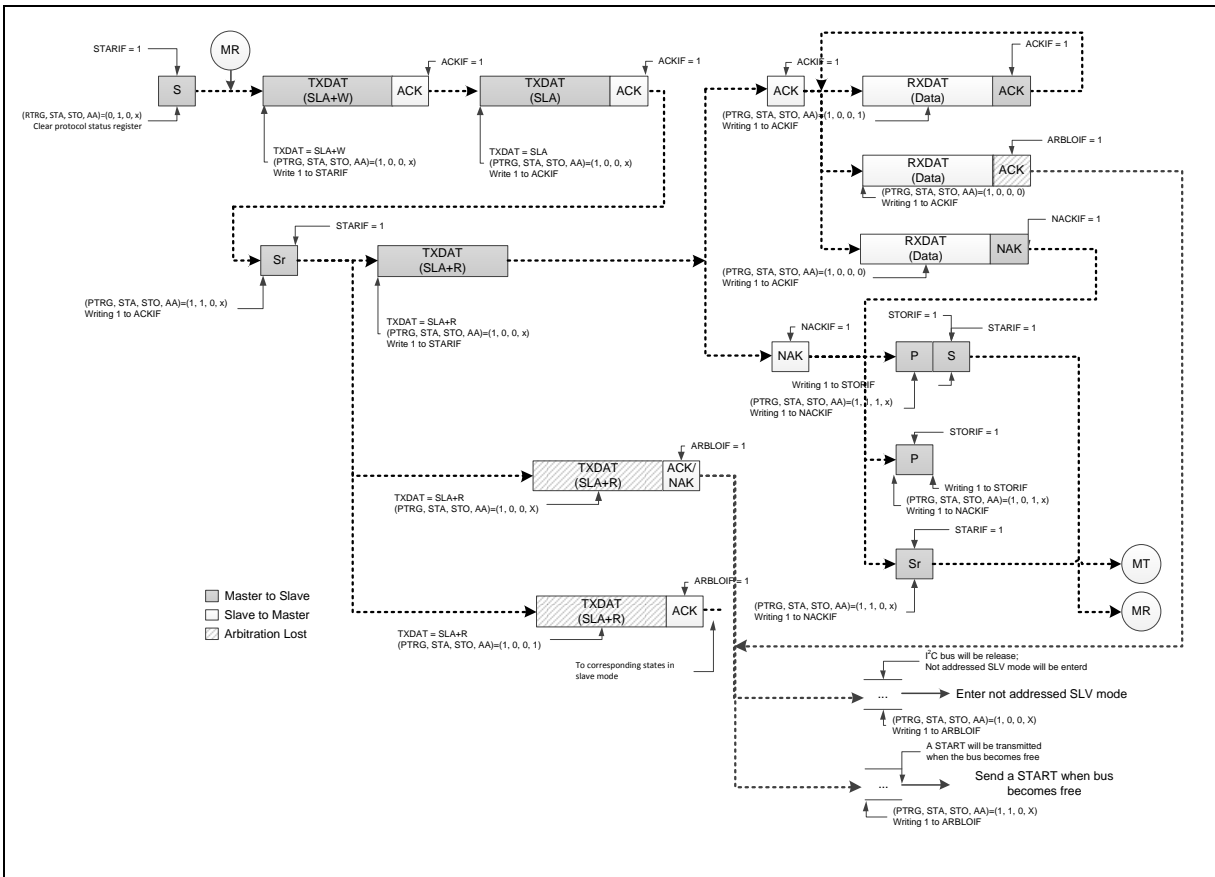 STARIF = 1
MR
S
(RTRG, STA, STO, AA)=(0, 1, 0, x)
Clear protocol status register
TXDAT
(SLA+W)
ACK
ACKIF = 1
TXDAT = SLA+W
(PTRG, STA, STO, AA)=(1, 0, 0, x)
Write 1 to STARIF
TXDAT
(SLA)
ACK
ACKIF = 1
TXDAT = SLA
(PTRG, STA, STO, AA)=(1, 0, 0, x)
Write 1 to ACKIF
ACKIF = 1
ACK
RXDAT
(Data)
ACK
ACKIF = 1
(PTRG, STA, STO, AA)=(1, 0, 0, 1)
Writing 1 to ACKIF
ARBLOIF = 1
RXDAT
(Data)
ACK
(PTRG, STA, STO, AA)=(1, 0, 0, 0)
Writing 1 to ACKIF
NACKIF = 1
RXDAT
(Data)
NAK
(PTRG, STA, STO, AA)=(1, 0, 0, 0)
Writing 1 to ACKIF
STARIF = 1
Sr
(PTRG, STA, STO, AA)=(1, 1, 0, x)
Writing 1 to ACKIF
TXDAT
(SLA+R)
TXDAT = SLA+R
(PTRG, STA, STO, AA)=(1, 0, 0, x)
Write 1 to STARIF
NACKIF = 1
NAK
STORIF = 1
STARIF = 1
P
S
Writing 1 to STORIF
(PTRG, STA, STO, AA)=(1, 1, 1, x)
Writing 1 to NACKIF
STORIF = 1
P
Writing 1 to STORIF
(PTRG, STA, STO, AA)=(1, 0, 1, x)
Writing 1 to NACKIF
STARIF = 1
Sr
(PTRG, STA, STO, AA)=(1, 1, 0, x)
Writing 1 to NACKIF
MT
MR
ARBLOIF = 1
TXDAT
(SLA+R)
ACK/
NAK
TXDAT = SLA+R
(PTRG, STA, STO, AA)=(1, 0, 0, X)
ARBLOIF = 1
TXDAT
(SLA+R)
ACK
TXDAT = SLA+R
(PTRG, STA, STO, AA)=(1, 0, 0, 1)
To corresponding states in
slave mode
Master to Slave
Slave to Master
Arbitration Lost
I²C bus will be release;
Not addressed SLV mode will be enterd
...
Enter not addressed SLV mode
(PTRG, STA, STO, AA)=(1, 0, 0, X)
Writing 1 to ARBLOIF
A START will be transmitted
when the bus becomes free
...
Send a START when bus
becomes free
(PTRG, STA, STO, AA)=(1, 1, 0, X)
Writing 1 to ARBLOIF